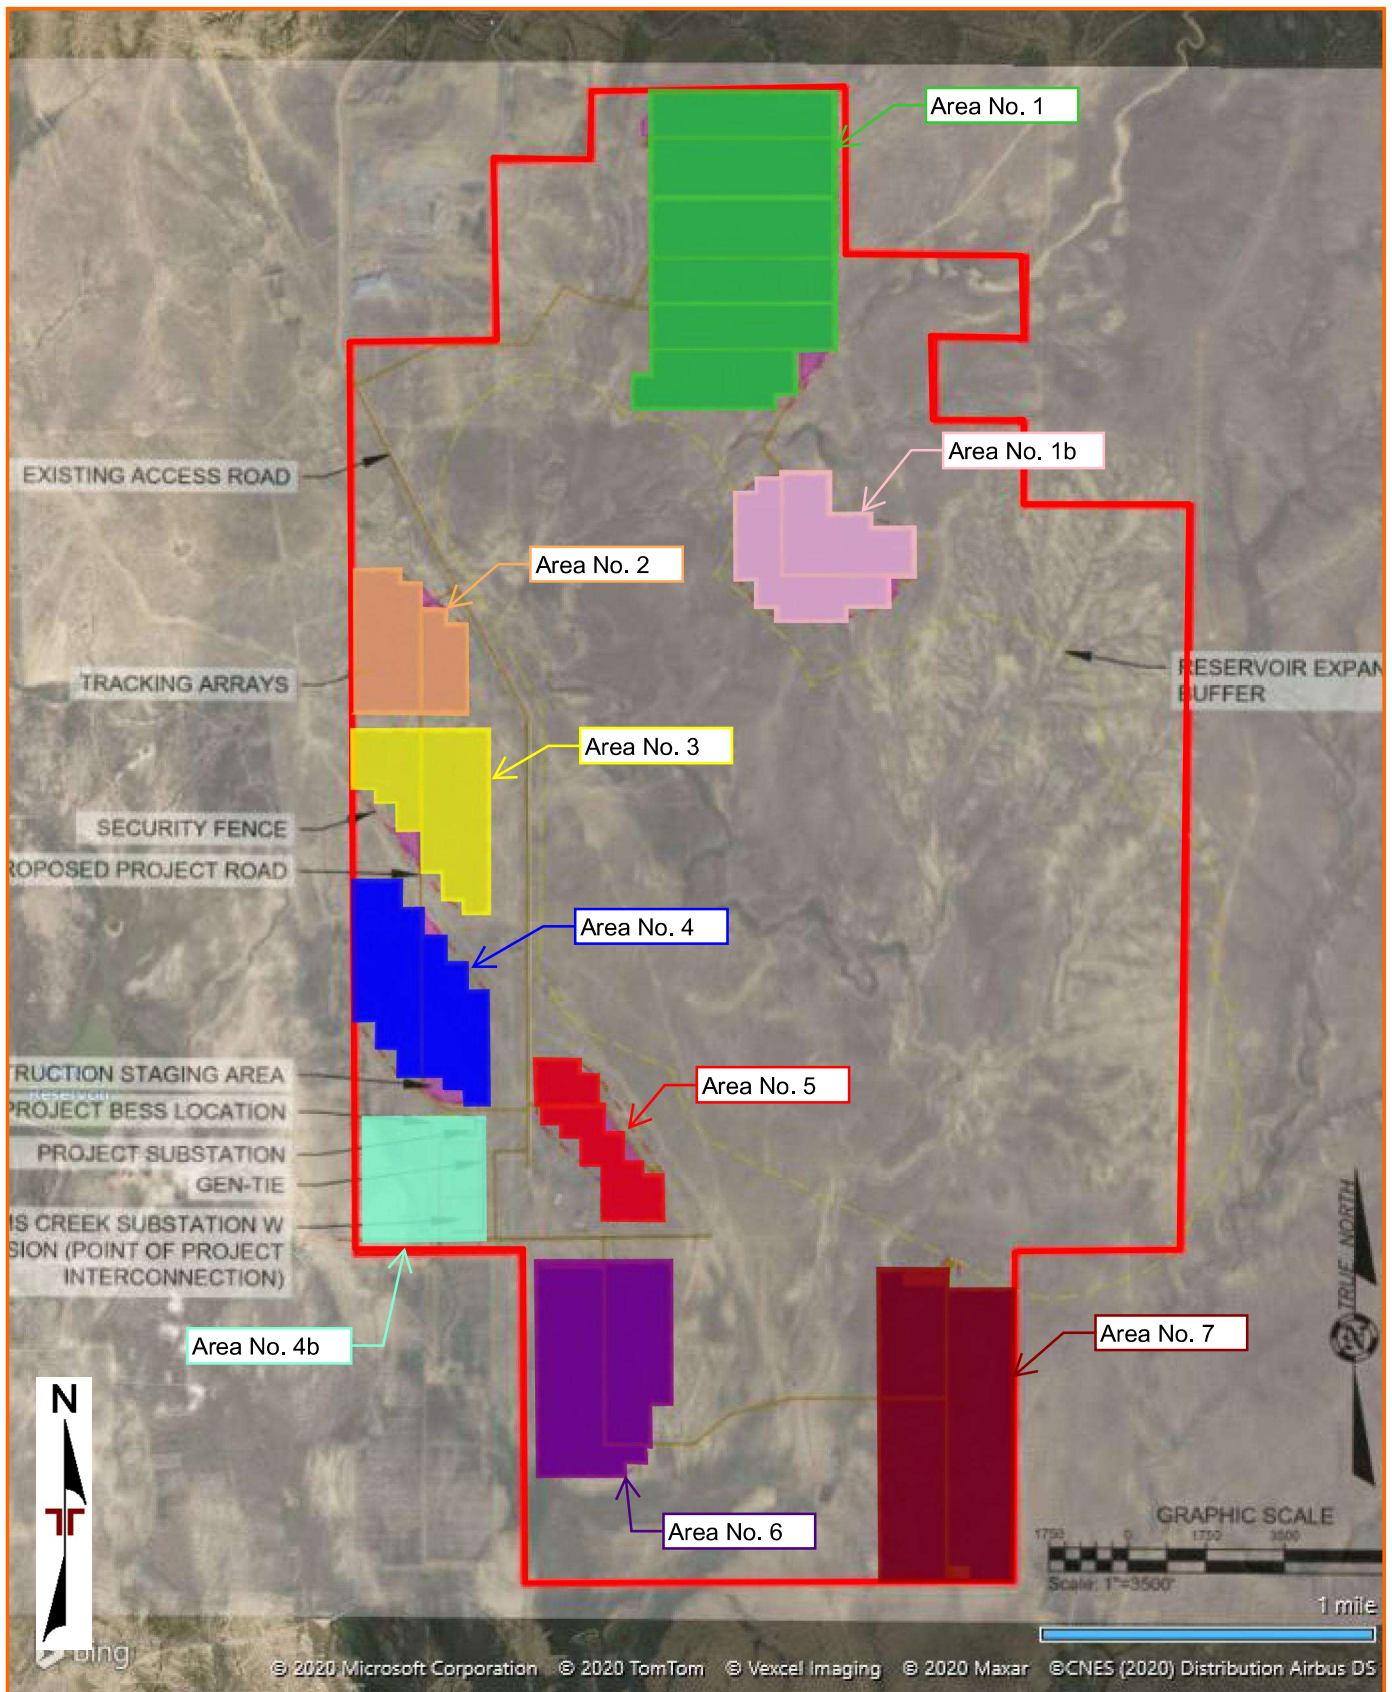 Area No. 1
Area No. 1b
EXISTING ACCESS ROAD
Area No. 2
TRACKING ARRAYS
RESERVOIR EXPAN
BUFFER
Area No. 3
SECURITY FENCE
ROPOSED PROJECT ROAD
Area No. 4
TRUCTION STAGING AREA
Reservoir
Area No. 5
PROJECT BESS LOCATION
PROJECT SUBSTATION
GEN-TIE
IS CREEK SUBSTATION W
SION (POINT OF PROJECT
INTERCONNECTION)
TRUE NORTH
Area No. 4b
Area No. 7
N
Area No. 6
GRAPHIC SCALE
1750 0 1750 3500
Scale: 1"=3500'
1 mile
bing
© 2020 Microsoft Corporation © 2020 TomTom © Vexcel Imaging © 2020 Maxar ©CNES (2020) Distribution Airbus DS